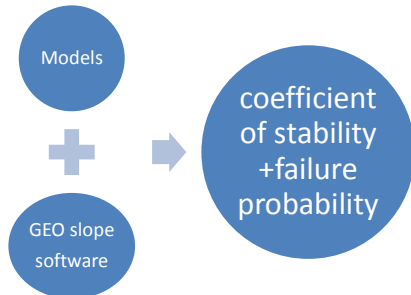 Models
GEO slope
software
coefficient
of stability
+failure
probability